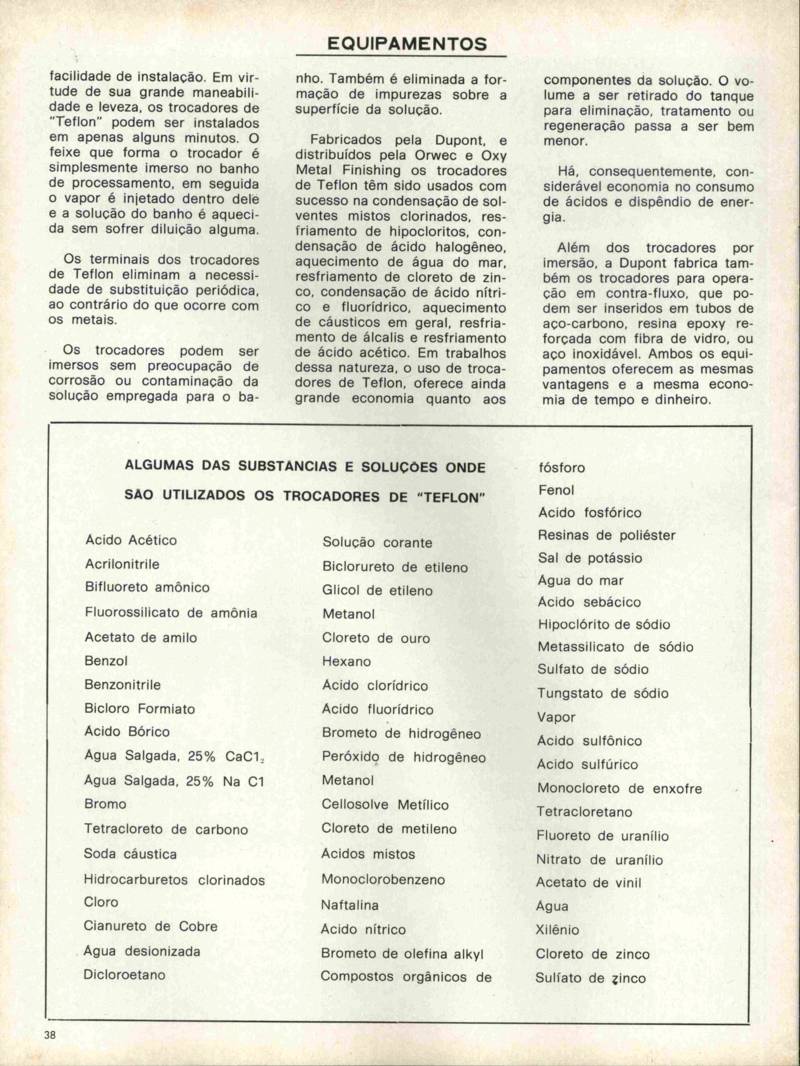 EQUIPAMENTOS
facilidade de instalação. Em vir-
tude de sua grande maneabili-
dade e leveza, os trocadores de
"Teflon" podem ser instalados
em apenas alguns minutos. O
feixe que forma o trocador é
simplesmente imerso no banho
de processamento, em seguida
o vapor é injetado dentro dele
e a solução do banho é aqueci-
da sem sofrer diluição alguma.
Os terminais dos trocadores
de Teflon eliminam a necessi-
dade de substituição periódica,
ao contrário do que ocorre com
os metais.
Os trocadores podem ser
imersos sem preocupação de
corrosão ou contaminação da
solução empregada para o ba-
nho. Também é eliminada a for-
mação de impurezas sobre a
superfície da solução.
Fabricados pela Dupont, e
distribuídos pela Orwec e Oxy
Metal Finishing os trocadores
de Teflon têm sido usados com
sucesso na condensação de sol-
ventes mistos clorinados, res-
friamento de hipocloritos, con-
densação de ácido halogêneo,
aquecimento de água do mar,
resfriamento de cloreto de zin-
co, condensação de ácido nítri-
co e fluorídrico, aquecimento
de cáusticos em geral, resfria-
mento de álcalis e resfriamento
de ácido acético. Em trabalhos
dessa natureza, o uso de troca-
dores de Teflon, oferece ainda
grande economia quanto aos
componentes da solução. O vo-
lume a ser retirado do tanque
para eliminação, tratamento ou
regeneração passa a ser bem
menor.
Há, consequentemente, con-
siderável economia no consumo
de ácidos e dispêndio de ener-
gia.
Além dos trocadores por
imersão, a Dupont fabrica tam-
bém os trocadores para opera-
ção em contra-fluxo, que po-
dem ser inseridos em tubos de
aço-carbono, resina epoxy re-
forçada com fibra de vidro, ou
aço inoxidável. Ambos os equi-
pamentos oferecem as mesmas
vantagens e a mesma econo-
mia de tempo e dinheiro.
ALGUMAS DAS SUBSTANCIAS E SOLUÇÕES ONDE
SAO UTILIZADOS OS TROCADORES DE "TEFLON"
Acido Acético
Acrilonitrile
Bifluoreto amônico
Fluorossilicato de amônia
Acetato de amilo
Benzol
Benzonitrile
Bicloro Formiato
Acido Bórico
Agua Salgada, 25% CaC1₂
Agua Salgada, 25% Na C1
Bromo
Tetracloreto de carbono
Soda cáustica
Hidrocarburetos clorinados
Cloro
Cianureto de Cobre
Agua desionizada
Dicloroetano
Solução corante
Biclorureto de etileno
Glicol de etileno
Metanol
Cloreto de ouro
Hexano
Acido clorídrico
Acido fluorídrico
Brometo de hidrogêneo
Peróxido de hidrogêneo
Metanol
Cellosolve Metílico
Cloreto de metileno
Acidos mistos
Monoclorobenzeno
Naftalina
Acido nítrico
Brometo de olefina alkyl
Compostos orgânicos de
fósforo
Fenol
Acido fosfórico
Resinas de poliéster
Sal de potássio
Agua do mar
Acido sebácico
Hipoclórito de sódio
Metassilicato de sódio
Sulfato de sódio
Tungstato de sódio
Vapor
Acido sulfônico
Acido sulfúrico
Monocloreto de enxofre
Tetracloretano
Fluoreto de uranílio
Nitrato de uranílio
Acetato de vinil
Agua
Xilênio
Cloreto de zinco
Sulfato de zinco
38